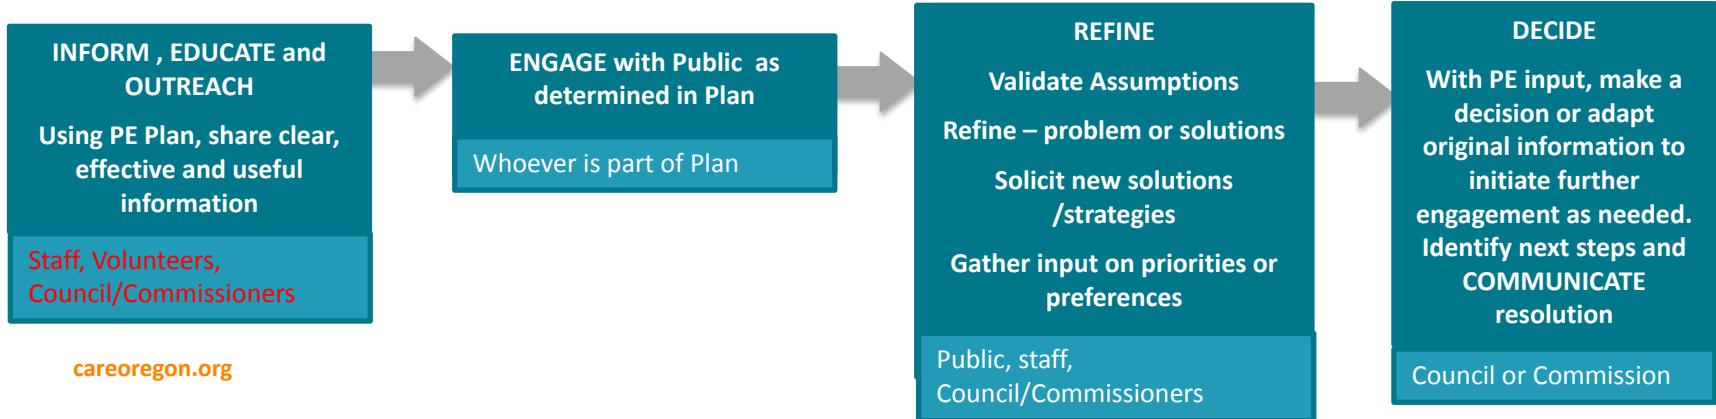 INFORM , EDUCATE and
OUTREACH
Using PE Plan, share clear,
effective and useful
information
Staff, Volunteers,
Council/Commissioners
careoregon.org
ENGAGE with Public as
determined in Plan
Whoever is part of Plan
REFINE
Validate Assumptions
Refine – problem or solutions
Solicit new solutions
/strategies
Gather input on priorities or
preferences
Public, staff,
Council/Commissioners
DECIDE
With PE input, make a
decision or adapt
original information to
initiate further
engagement as needed.
Identify next steps and
COMMUNICATE
resolution
Council or Commission